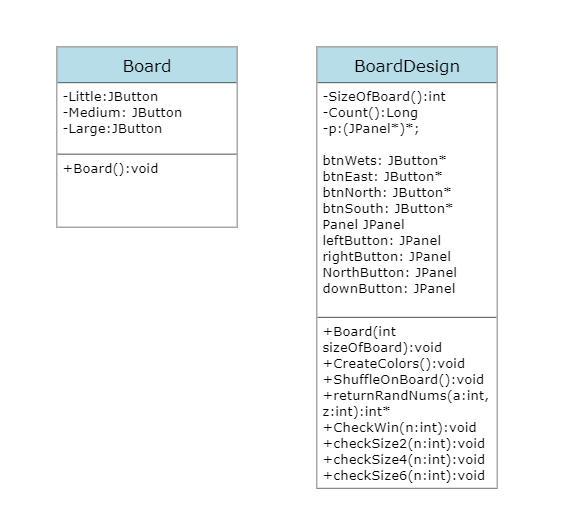 Board
-Little:JButton
-Medium: JButton
-Large:JButton
+Board():void
BoardDesign
-SizeOfBoard():int
-Count():Long
-p:(JPanel*)*;
btnWets: JButton*
btnEast: JButton*
btnNorth: JButton*
btnSouth: JButton*
Panel JPanel
leftButton: JPanel
rightButton: JPanel
NorthButton: JPanel
downButton: JPanel
+Board(int
sizeOfBoard):void
+CreateColors():void
+ShuffleOnBoard():void
+returnRandNums(a:int,
z:int):int*
+CheckWin(n:int):void
+checkSize2(n:int):void
+checkSize4(n:int):void
+checkSize6(n:int):void